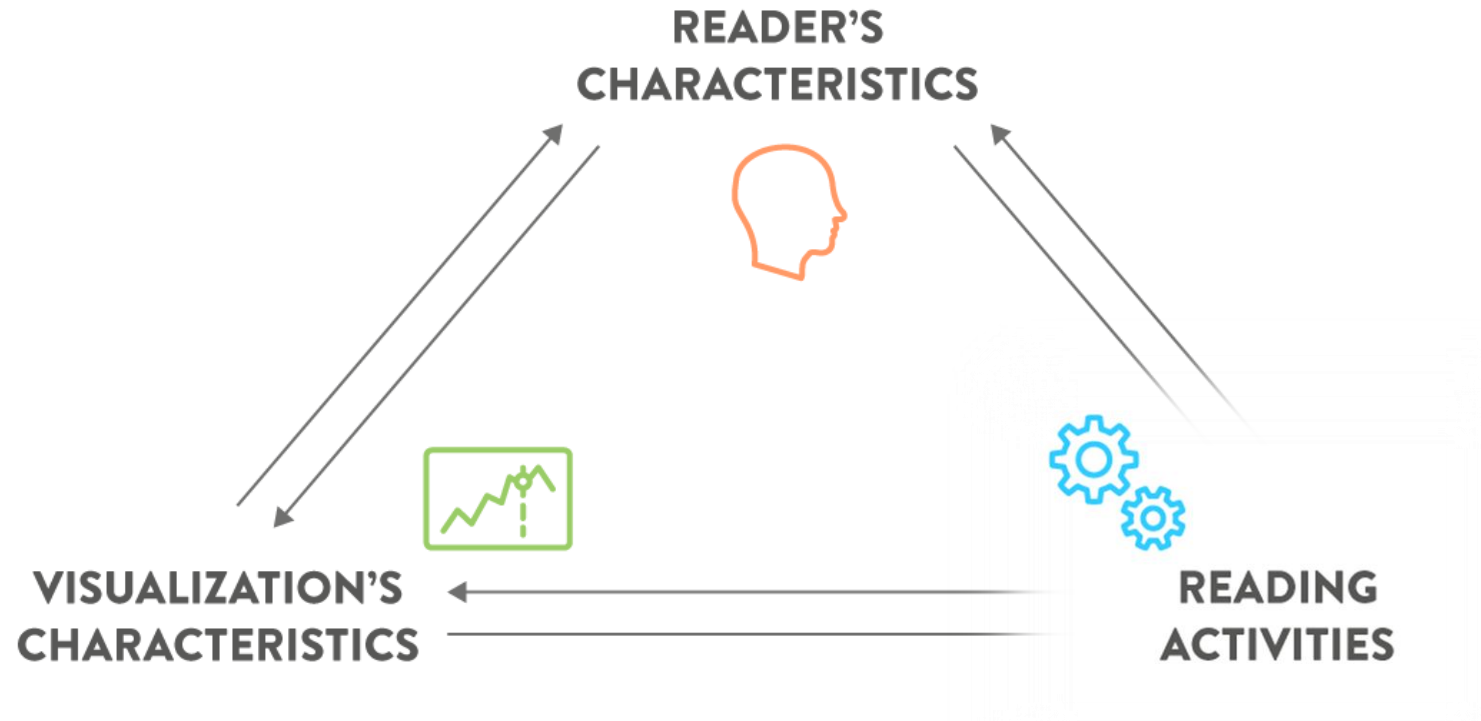 READER’S
CHARACTERISTICS
VISUALIZATION’S
CHARACTERISTICS
READING
ACTIVITIES